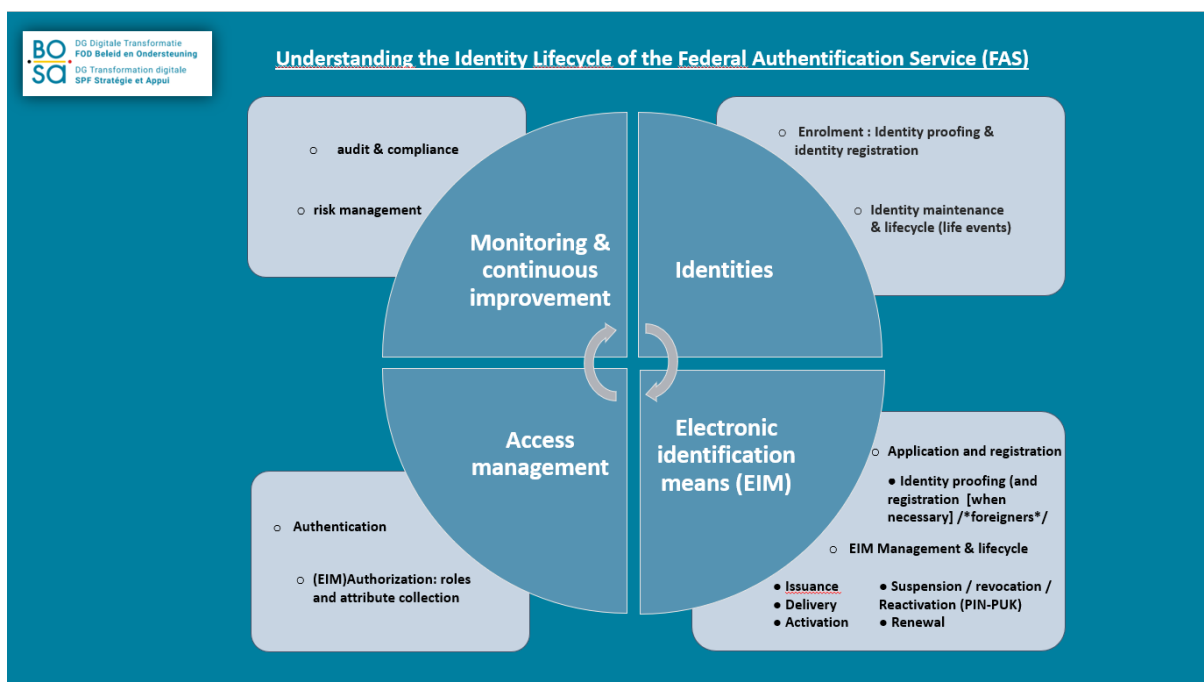 BOSA
DG Digitale Transformatie
FOD Beleid en Ondersteuning
DG Transformation digitale
SPF Stratégie et Appui
Understanding the Identity Lifecycle of the Federal Authentification Service (FAS)
○ audit & compliance
○ risk management
○ Enrolment : Identity proofing &
identity registration
○ Identity maintenance
& lifecycle (life events)
Monitoring &
continuous
improvement
Identities
Access
management
Electronic
identification
means (EIM)
○ Authentication
○ (EIM)Authorization: roles
and attribute collection
○ Application and registration
● Identity proofing (and
registration [when
necessary] /*foreigners*/
○ EIM Management & lifecycle
● Issuance
● Delivery
● Activation
● Suspension / revocation /
Reactivation (PIN-PUK)
● Renewal